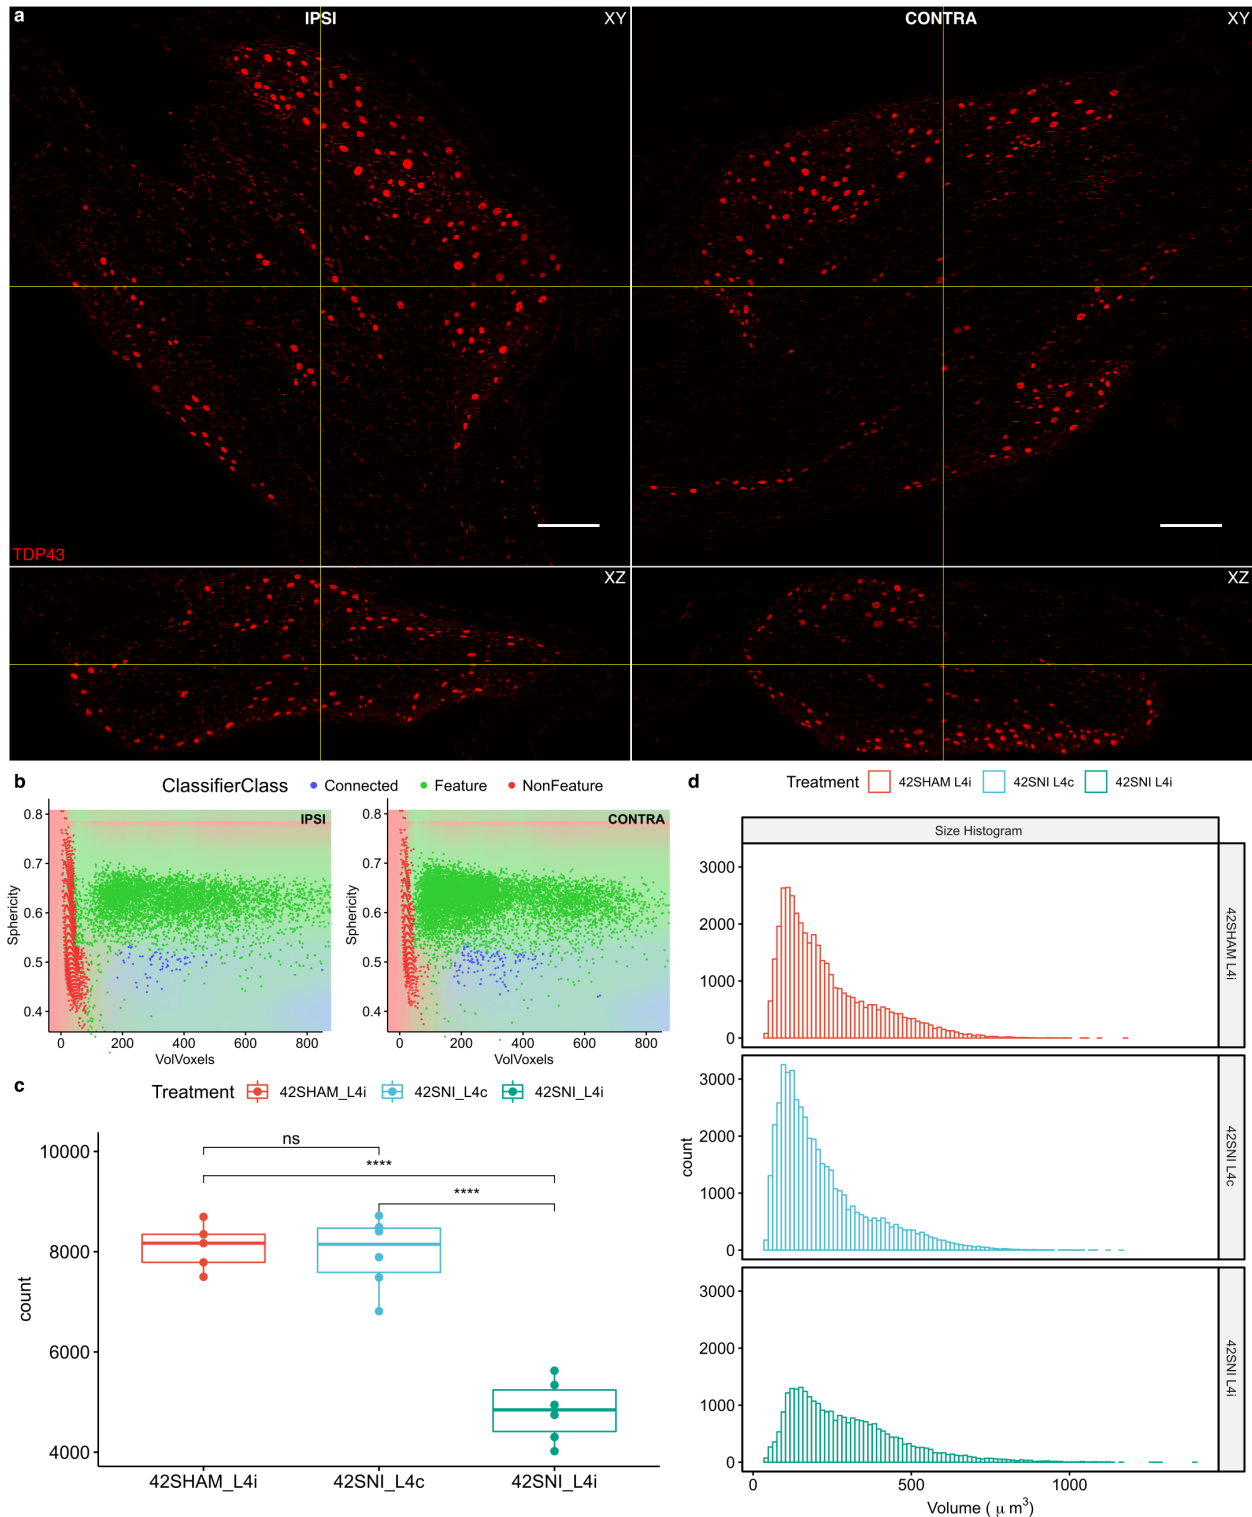 a
IPSI
XY
CONTRA
XY
TDP43
XZ
XZ
b
ClassifierClass
Connected
Feature
NonFeature
IPSI
CONTRA
0.8
0.7
0.6
0.5
0.4
Sphericity
0 200 400 600 800
VolVoxels
0.8
0.7
0.6
0.5
0.4
Sphericity
0 200 400 600 800
VolVoxels
c
Treatment 42SHAM_L4i 42SNI_L4c 42SNI_L4i
ns
****
****
10000
8000
6000
4000
count
42SHAM_L4i 42SNI_L4c 42SNI_L4i
d
Treatment 42SHAM L4i 42SNI L4c 42SNI L4i
Size Histogram
3000
2000
1000
0
42SHAM L4i
3000
2000
1000
0
42SNI L4c
count
3000
2000
1000
0
42SNI L4i
0 500 1000
Volume ( μ m³)